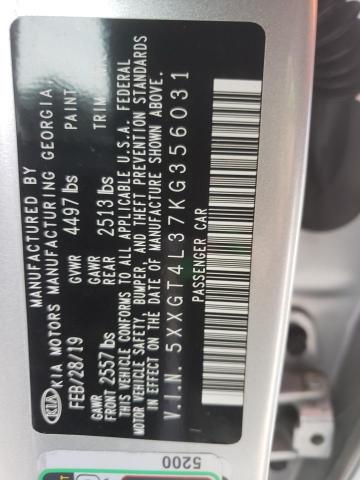 MANUFACTURED BY
KIA MOTORS MANUFACTURING GEORGIA
KIA
FEB/28/19 GVWR 4497 lbs PAINT
GAWR FRONT 2557 lbs GAWR REAR 2513 lbs TRIM
THIS VEHICLE CONFORMS TO ALL APPLICABLE U.S.A. FEDERAL
MOTOR VEHICLE SAFETY, BUMPER, AND THEFT PREVENTION STANDARDS
IN EFFECT ON THE DATE OF MANUFACTURE SHOWN ABOVE.
V.I.N. 5XXGT4L37KG356031
PASSENGER CAR
5200